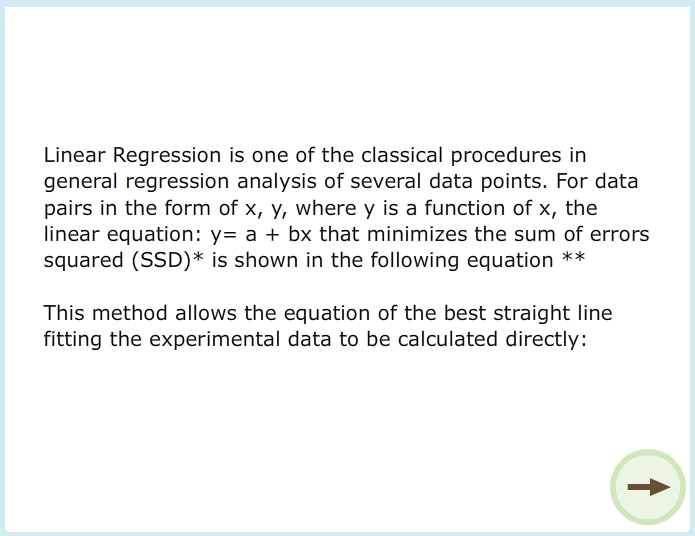 Linear Regression is one of the classical procedures in
general regression analysis of several data points. For data
pairs in the form of x, y, where y is a function of x, the
linear equation: y= a + bx that minimizes the sum of errors
squared (SSD)* is shown in the following equation **
This method allows the equation of the best straight line
fitting the experimental data to be calculated directly: